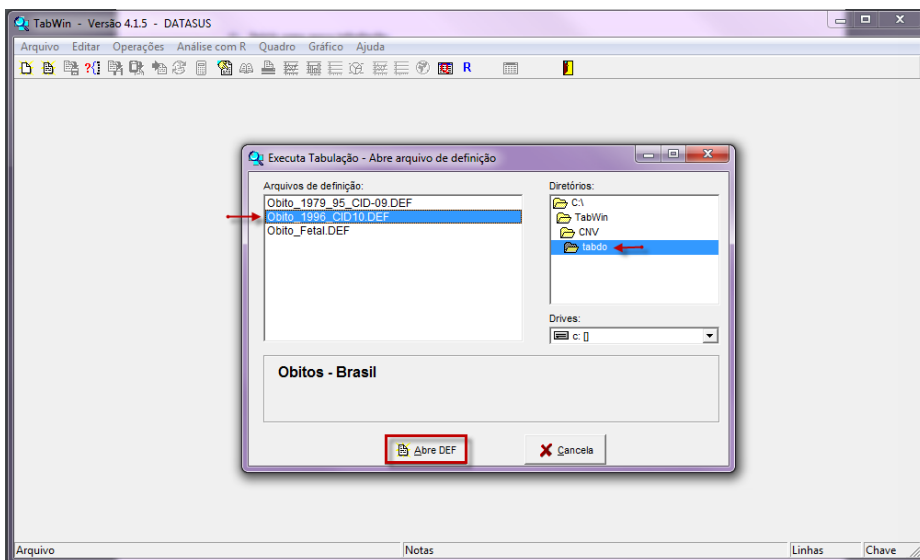 TabWin - Versão 4.1.5 - DATASUS
Arquivo Editar Operações Análise com R Quadro Gráfico Ajuda
R
Executa Tabulação - Abre arquivo de definição
Arquivos de definição:
Obito_1979_95_CID-09.DEF
Obito_1996_CID10.DEF
Obito_Fetal.DEF
Diretórios:
C:\
TabWin
CNV
tabdo
Drives:
c: []
Obitos - Brasil
Abre DEF
Cancela
Arquivo Notas Linhas Chave